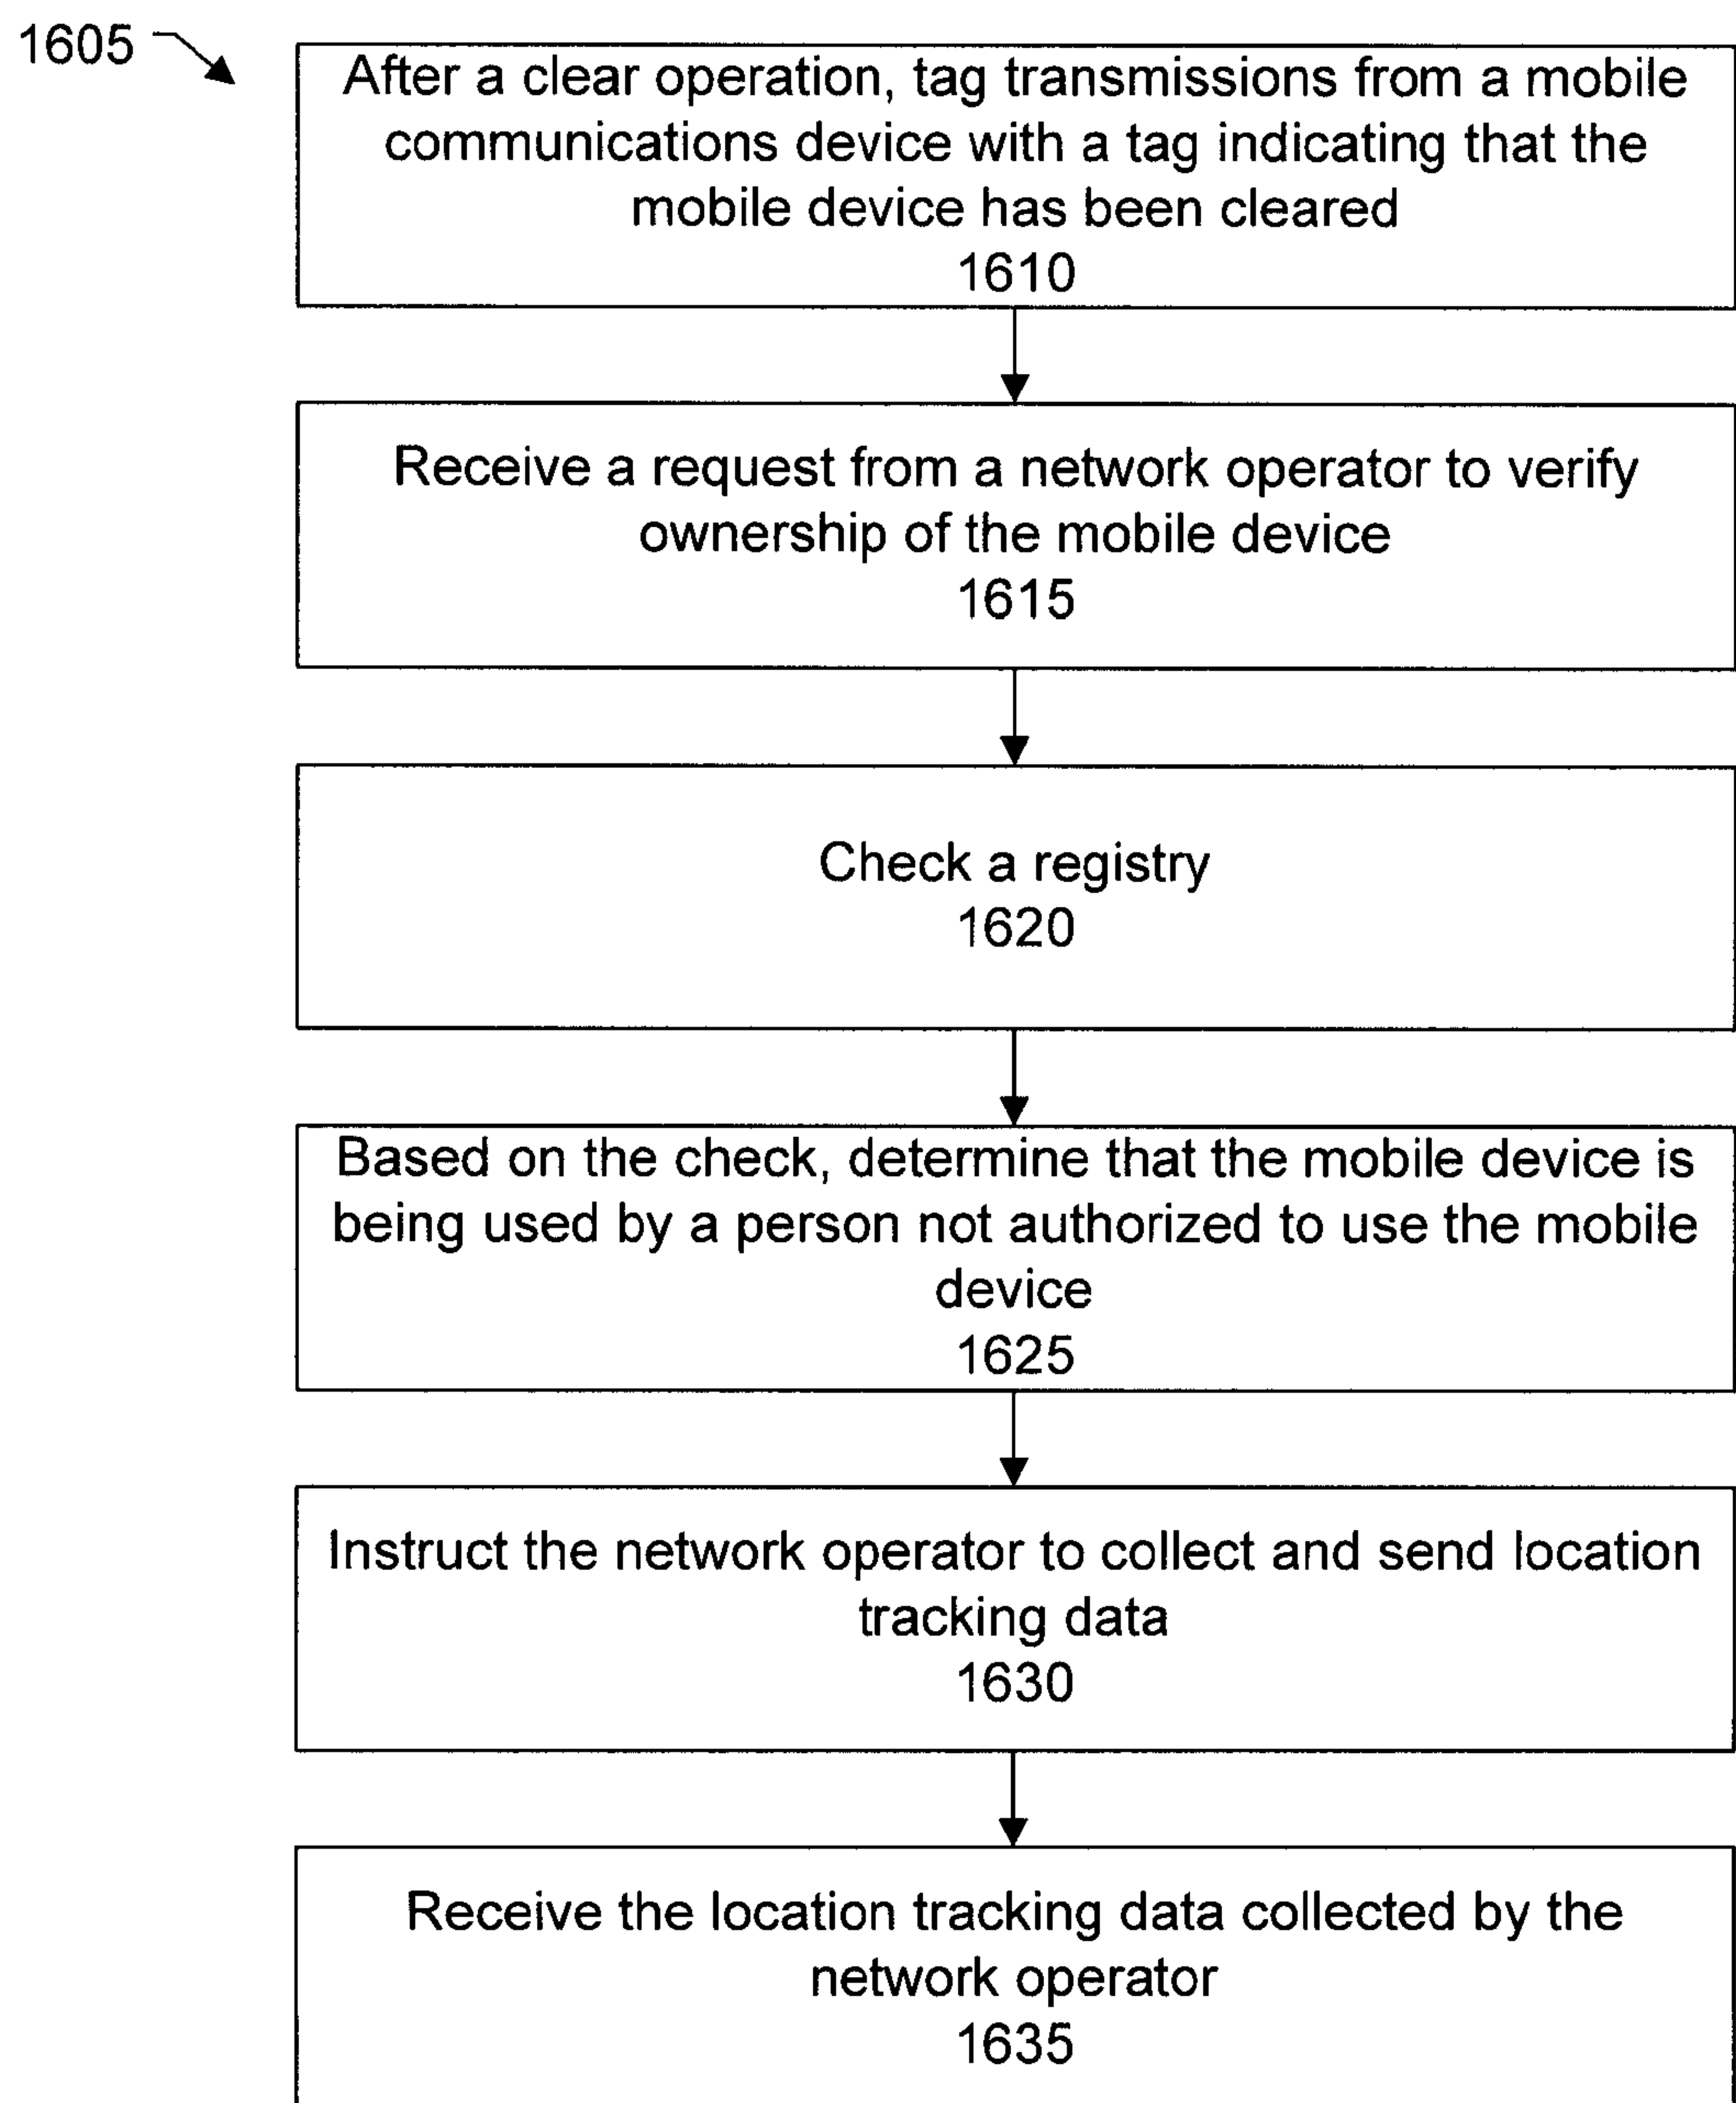 1605
After a clear operation, tag transmissions from a mobile
communications device with a tag indicating that the
mobile device has been cleared
1610
Receive a request from a network operator to verify
ownership of the mobile device
1615
Check a registry
1620
Based on the check, determine that the mobile device is
being used by a person not authorized to use the mobile
device
1625
Instruct the network operator to collect and send location
tracking data
1630
Receive the location tracking data collected by the
network operator
1635